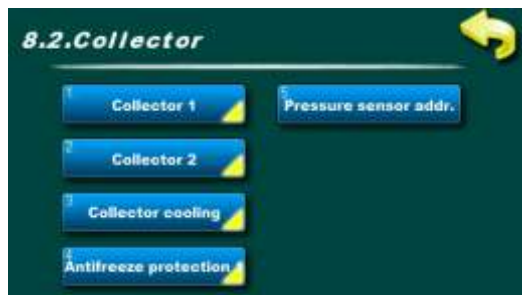 8.2.Collector
1 Collector 1
2 Collector 2
3 Collector cooling
4 Antifreeze protection
5 Pressure sensor addr.